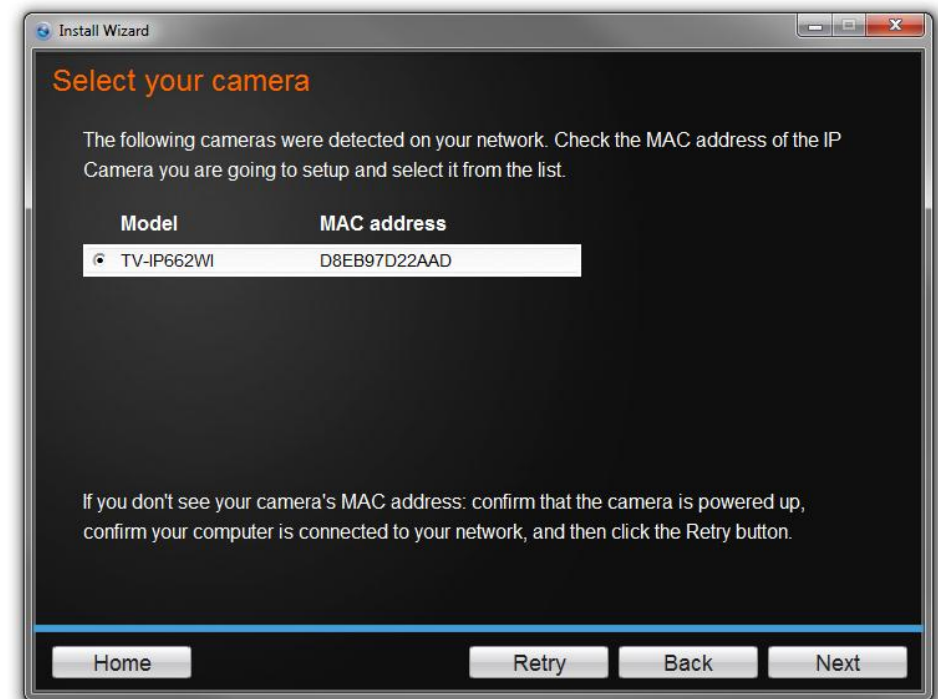 Install Wizard
Select your camera
The following cameras were detected on your network. Check the MAC address of the IP
Camera you are going to setup and select it from the list.
Model MAC address
TV-IP662WI D8EB97D22AAD
If you don't see your camera's MAC address: confirm that the camera is powered up,
confirm your computer is connected to your network, and then click the Retry button.
Home Retry Back Next